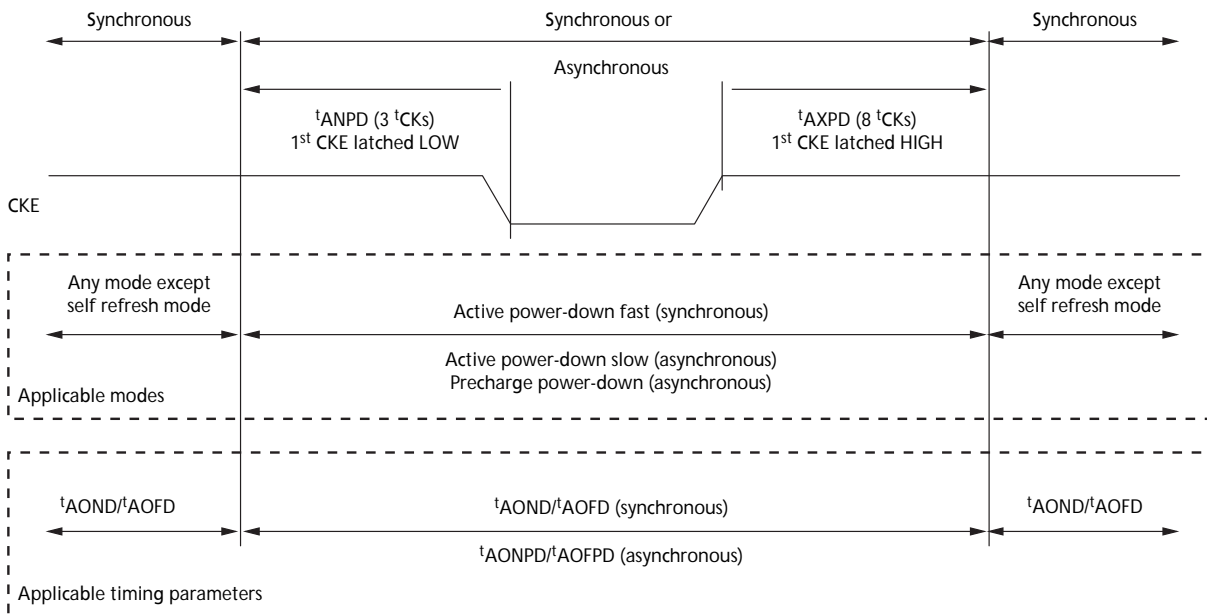 Synchronous
Synchronous or
Asynchronous
Synchronous
tANPD (3 tCKs)
1st CKE latched LOW
tAXPD (8 tCKs)
1st CKE latched HIGH
CKE
Any mode except
self refresh mode
Active power-down fast (synchronous)
Active power-down slow (asynchronous)
Precharge power-down (asynchronous)
Any mode except
self refresh mode
Applicable modes
tAOND/tAOFD
tAOND/tAOFD (synchronous)
tAONPD/tAOFPD (asynchronous)
tAOND/tAOFD
Applicable timing parameters